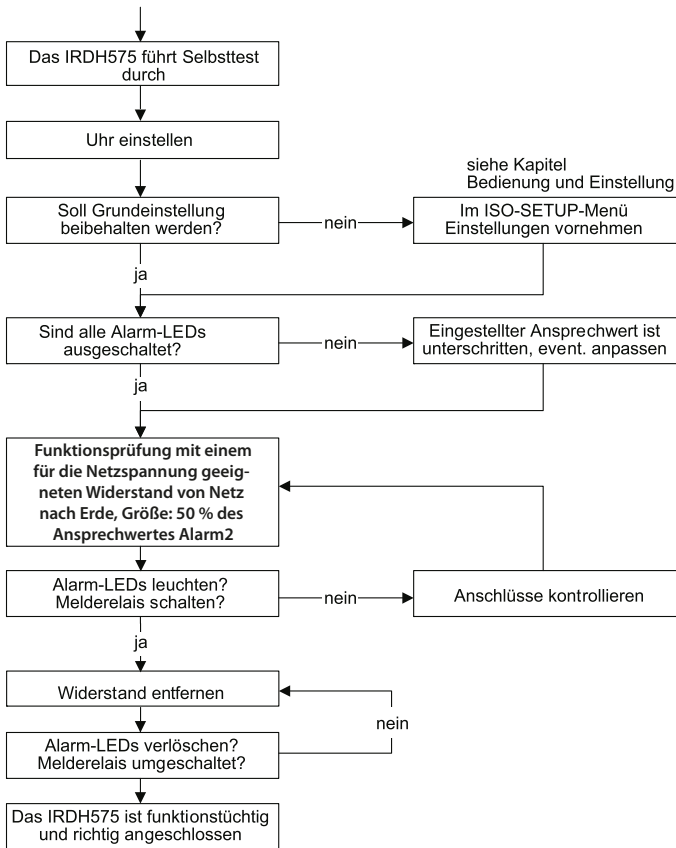 Das IRDH575 führt Selbsttest
durch
Uhr einstellen
siehe Kapitel
Bedienung und Einstellung
Soll Grundeinstellung
beibehalten werden?
nein
Im ISO-SETUP-Menü
Einstellungen vornehmen
ja
Sind alle Alarm-LEDs
ausgeschaltet?
nein
Eingestellter Ansprechwert ist
unterschritten, event. anpassen
ja
Funktionsprüfung mit einem
für die Netzspannung geeig-
neten Widerstand von Netz
nach Erde, Größe: 50 % des
Ansprechwertes Alarm2
Alarm-LEDs leuchten?
Melderelais schalten?
nein
Anschlüsse kontrollieren
ja
Widerstand entfernen
nein
Alarm-LEDs verlöschen?
Melderelais umgeschaltet?
Das IRDH575 ist funktionstüchtig
und richtig angeschlossen